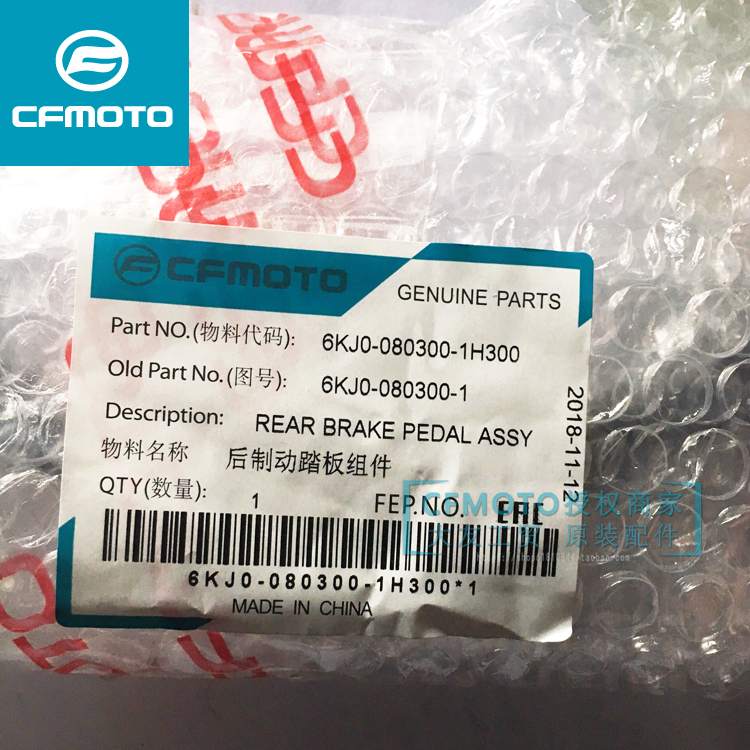 CFMOTO
CFMOTO
GENUINE PARTS
Part NO.(物料代码): 6KJ0-080300-1H300
Old Part No.(图号): 6KJ0-080300-1
Description: REAR BRAKE PEDAL ASSY
物料名称 后制动踏板组件
QTY(数量): 1 FEP.NO. EAC
2018-11-12
CFMOTO授权商家
原装配件
6KJ0-080300-1H300*1
MADE IN CHINA